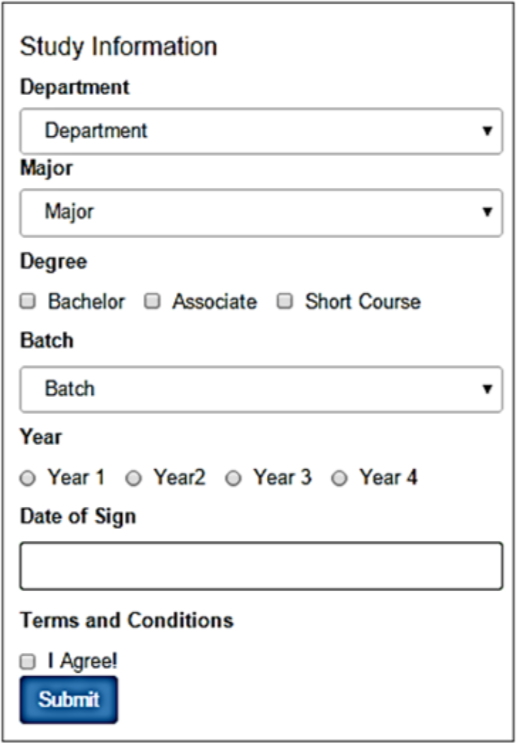 Study Information
Department
Department
Major
Major
Degree
Bachelor Associate Short Course
Batch
Batch
Year
Year 1 Year2 Year 3 Year 4
Date of Sign
Terms and Conditions
I Agree!
Submit